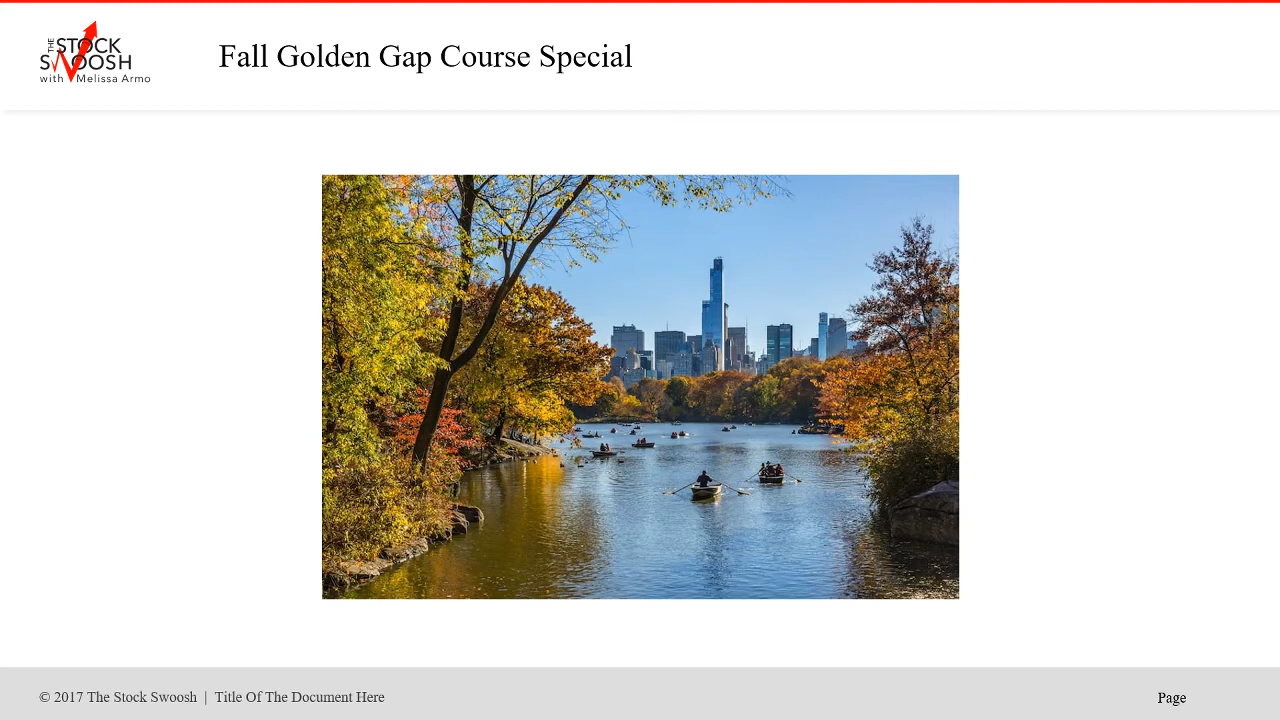 THE STOCK
SWOOSH
with Melissa Armo
Fall Golden Gap Course Special
© 2017 The Stock Swoosh | Title Of The Document Here
Page